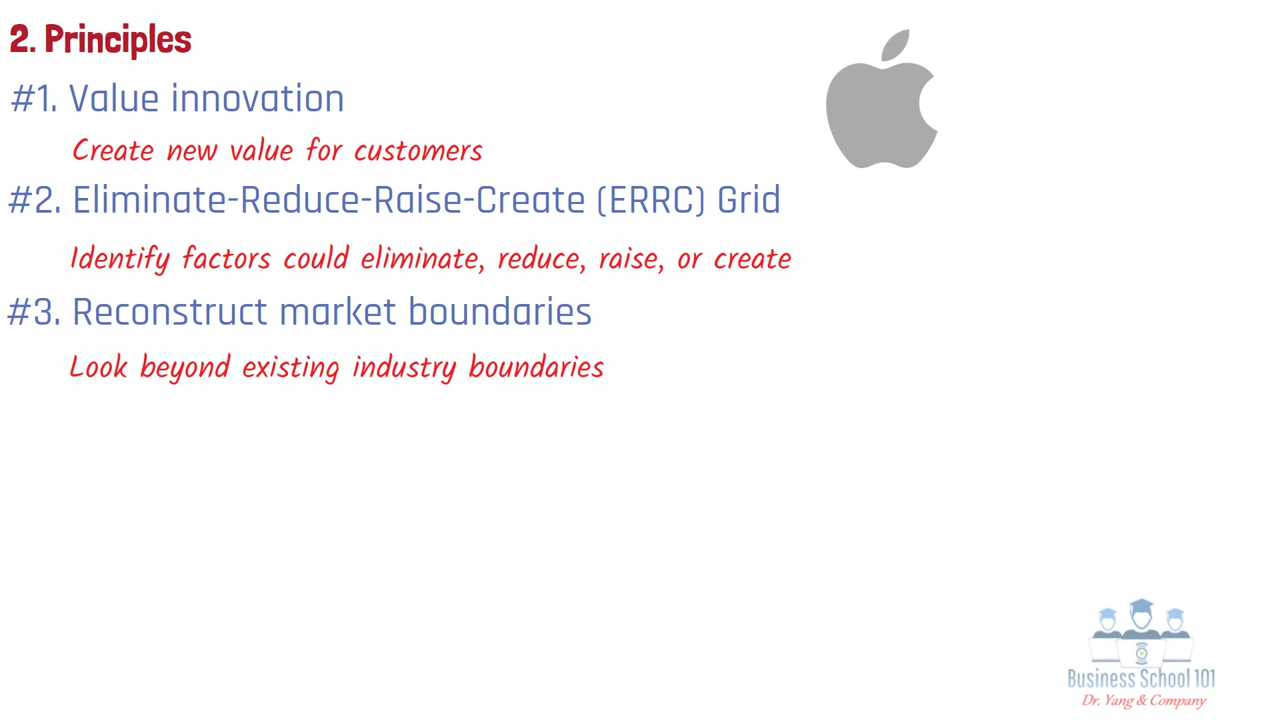 2. Principles
#1. Value innovation
Create new value for customers
#2. Eliminate-Reduce-Raise-Create (ERRC) Grid
Identify factors could eliminate, reduce, raise, or create
#3. Reconstruct market boundaries
Look beyond existing industry boundaries
Business School 101
Dr. Yang & Company